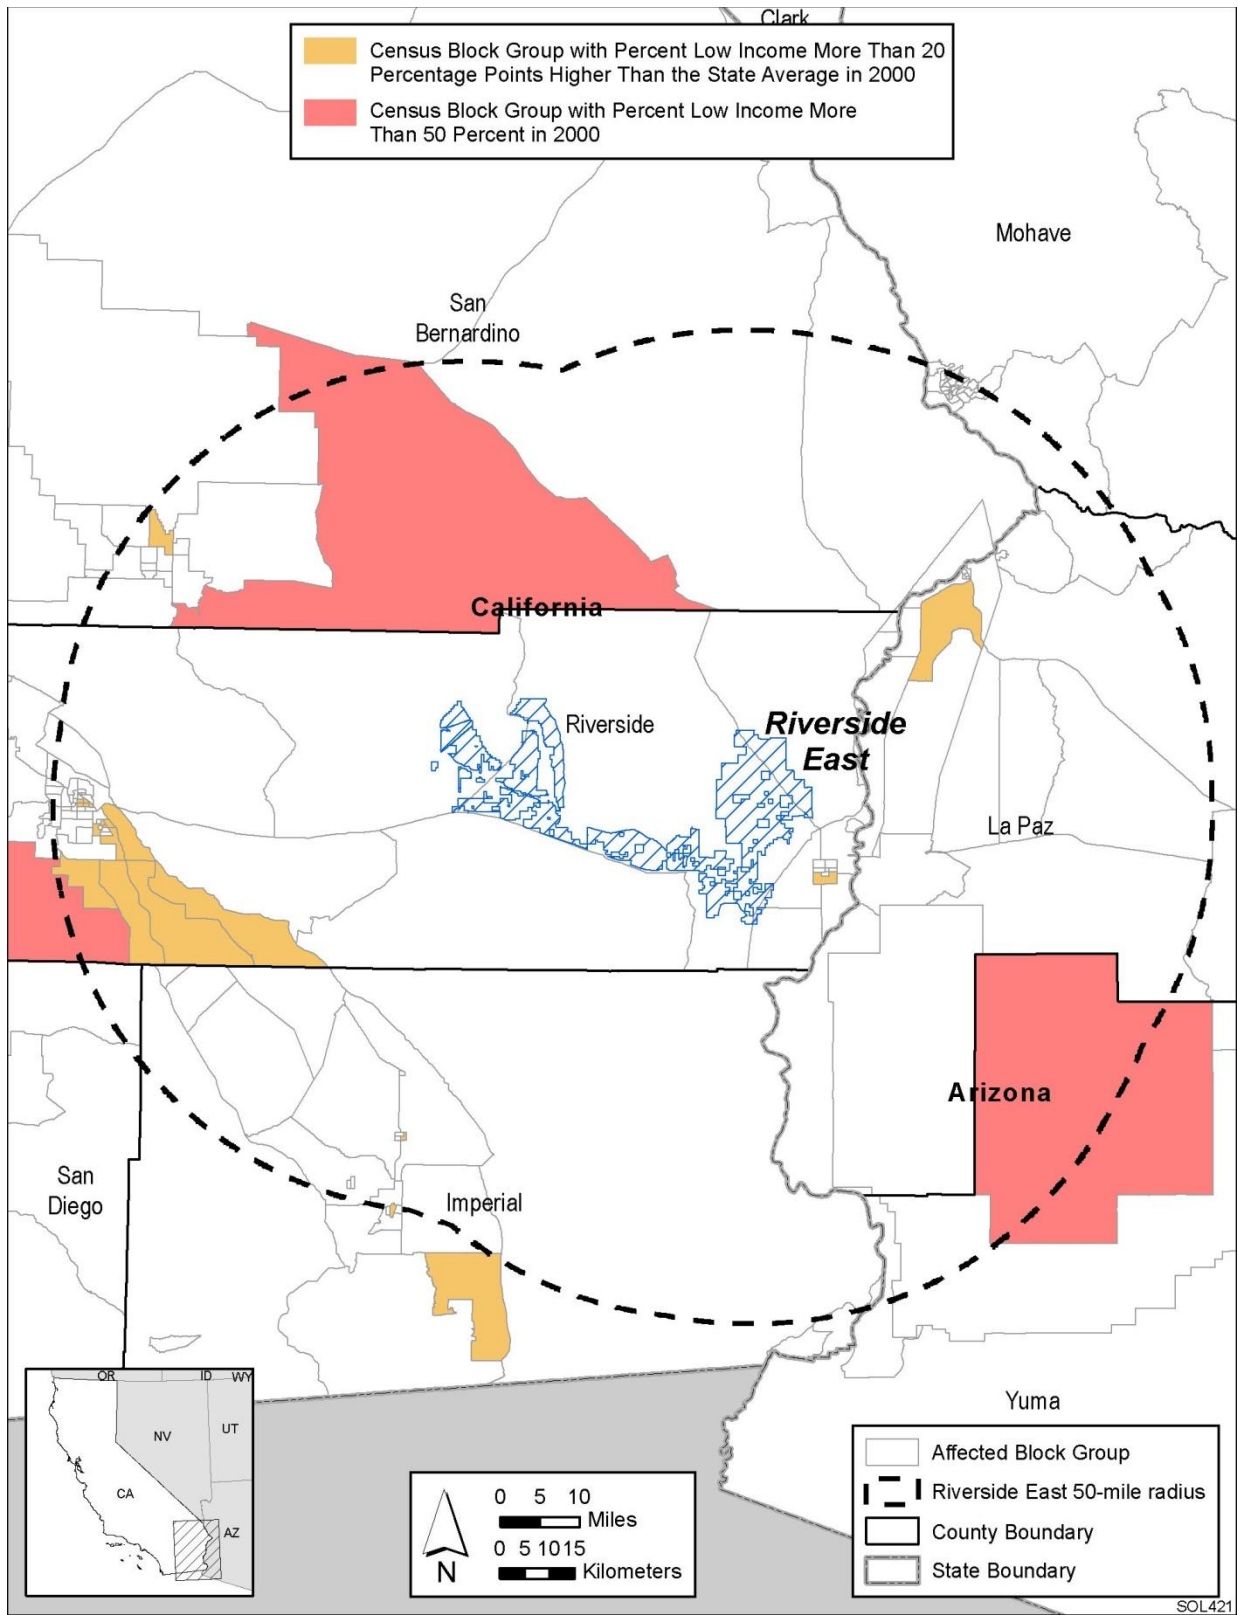 Clark
Census Block Group with Percent Low Income More Than 20
Percentage Points Higher Than the State Average in 2000
Census Block Group with Percent Low Income More
Than 50 Percent in 2000
Mohave
San
Bernardino
California
Riverside
Riverside
East
La Paz
Arizona
San
Diego
Imperial
Yuma
OR
ID
WY
NV
UT
CA
AZ
N
0 5 10
Miles
0 5 10 15
Kilometers
Affected Block Group
Riverside East 50-mile radius
County Boundary
State Boundary
SOL421